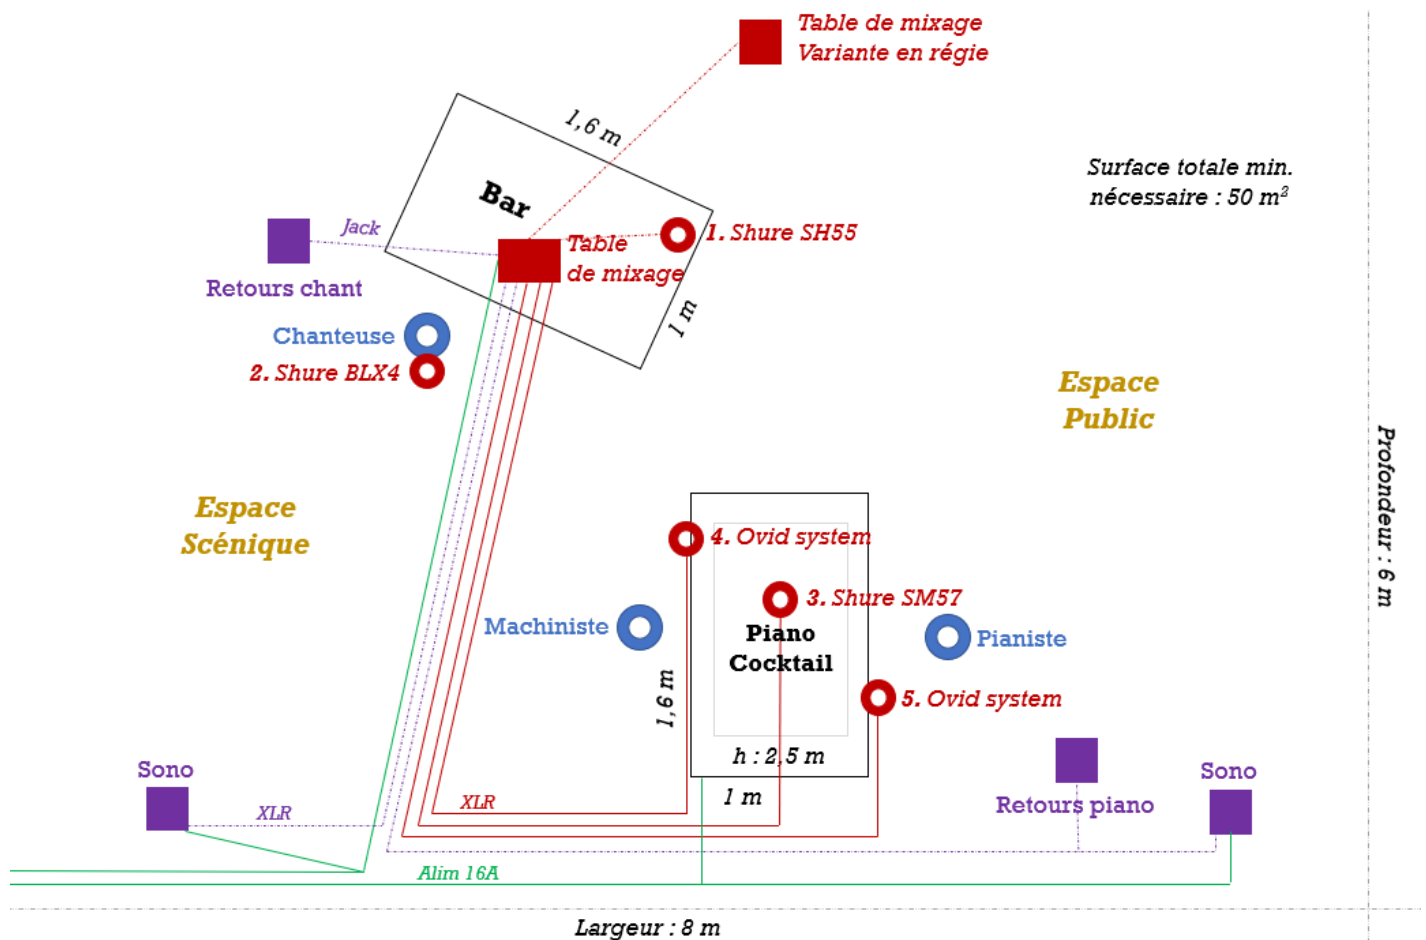 Table de mixage
Variante en régie
1,6 m
Surface totale min.
nécessaire : 50 m²
Bar
Jack
1. Shure SH55
Table
de mixage
Retours chant
1 m
Chanteuse
2. Shure BLX4
Espace
Public
Profondeur : 6 m
Espace
Scénique
4. Ovid system
3. Shure SM57
Machiniste
Piano
Cocktail
Pianiste
1,6 m
5. Ovid system
h : 2,5 m
Sono
1 m
XLR
Retours piano
Sono
XLR
Alim 16A
Largeur : 8 m